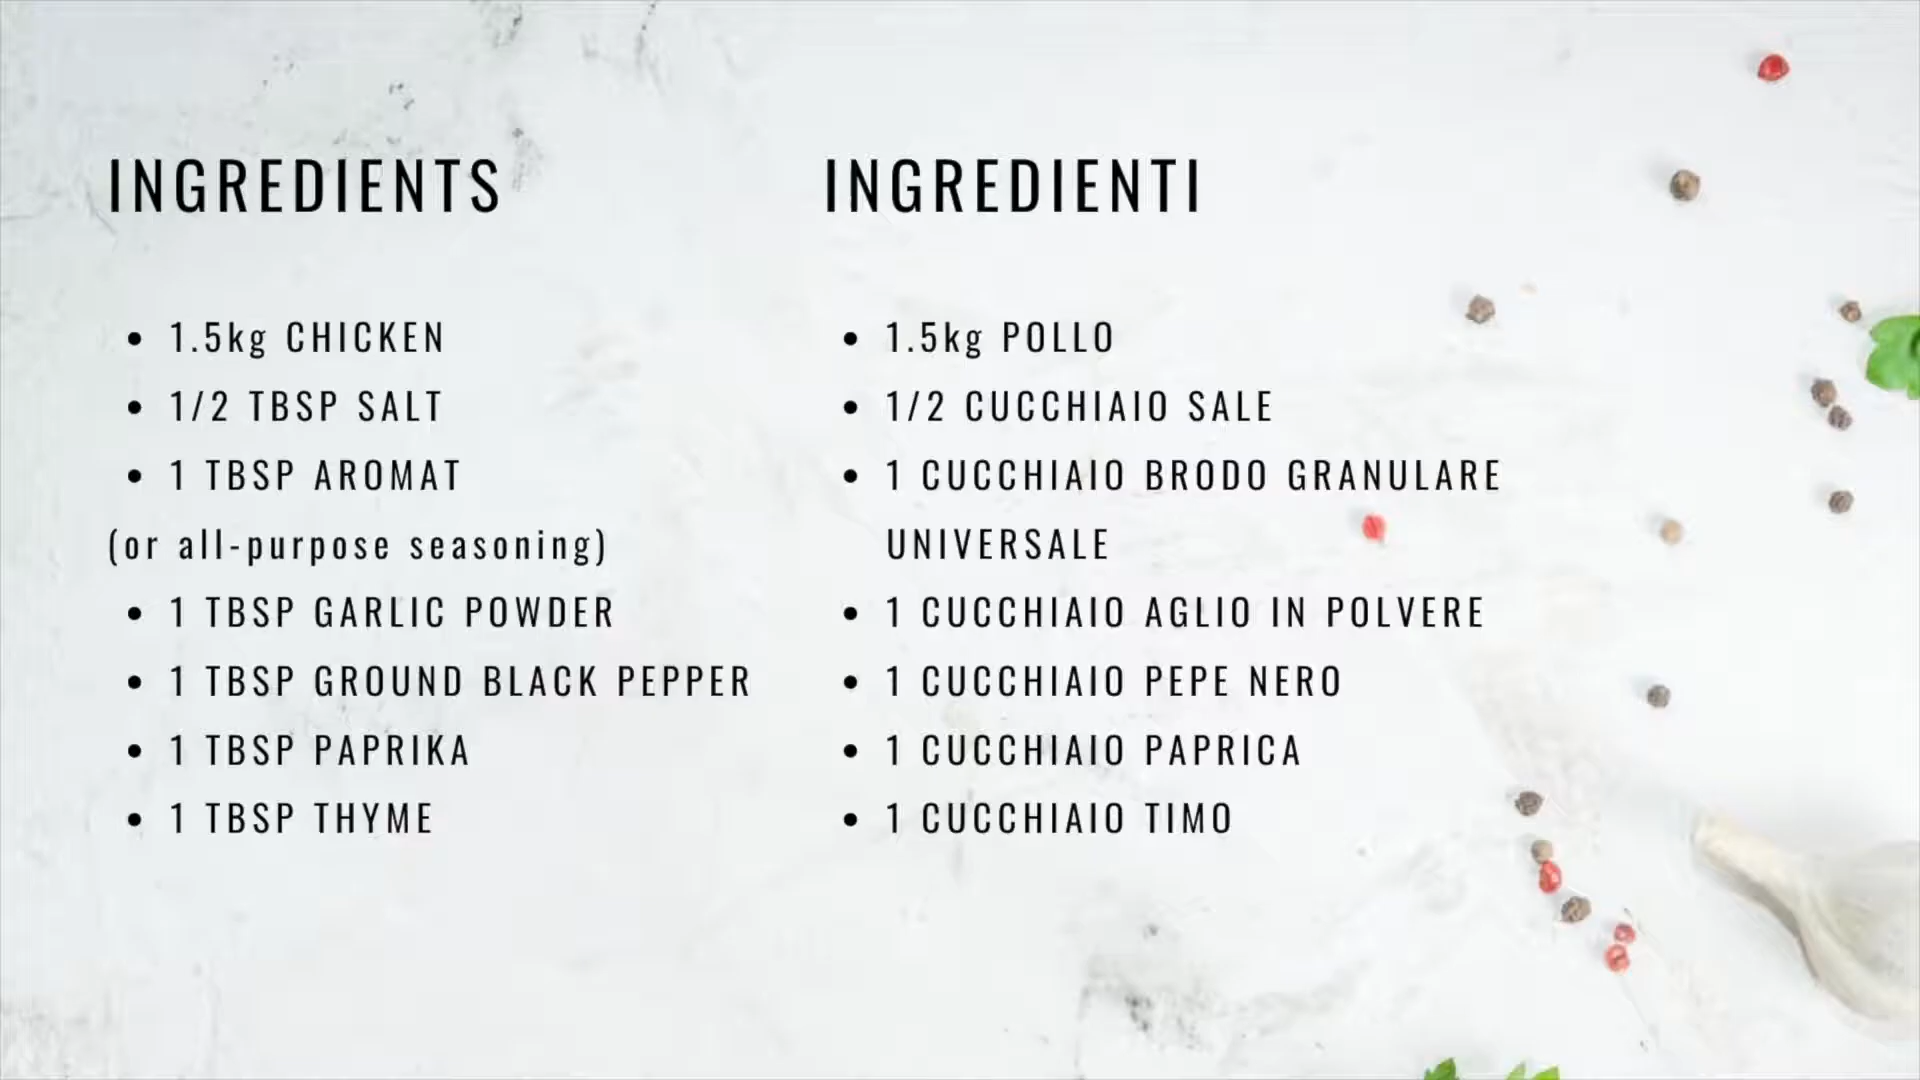 INGREDIENTS
• 1.5kg CHICKEN
• 1/2 TBSP SALT
• 1 TBSP AROMAT
(or all-purpose seasoning)
• 1 TBSP GARLIC POWDER
• 1 TBSP GROUND BLACK PEPPER
• 1 TBSP PAPRIKA
• 1 TBSP THYME
INGREDIENTI
• 1.5kg POLLO
• 1/2 CUCCHIAIO SALE
• 1 CUCCHIAIO BRODO GRANULARE
UNIVERSALE
• 1 CUCCHIAIO AGLIO IN POLVERE
• 1 CUCCHIAIO PEPE NERO
• 1 CUCCHIAIO PAPRICA
• 1 CUCCHIAIO TIMO